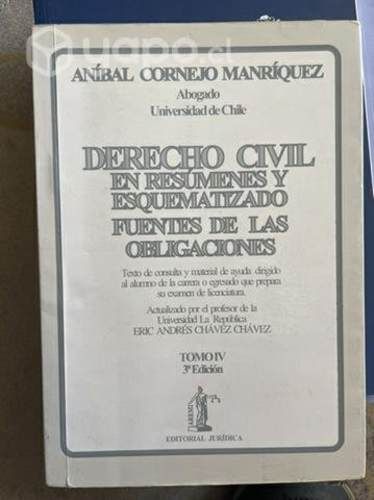 yapo.cl
ANÍBAL CORNEJO MANRÍQUEZ
Abogado
Universidad de Chile
DERECHO CIVIL
EN RESÚMENES Y
ESQUEMATIZADO
FUENTES DE LAS
OBLIGACIONES
Texto de consulta y material de ayuda dirigido
al alumno de la carrera o egresado que prepara
su examen de licenciatura.
Actualizado por el profesor de la
Universidad La República
ERIC ANDRÉS CHÁVEZ CHÁVEZ
TOMO IV
3ª Edición
EDITORIAL JURÍDICA